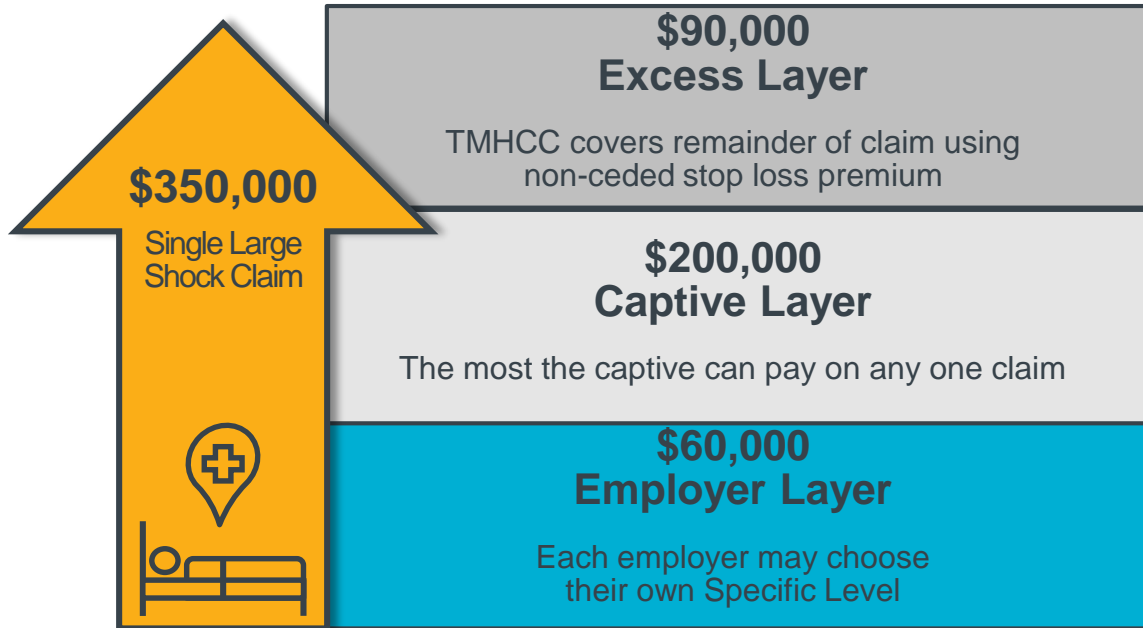 $350,000
Single Large
Shock Claim
$90,000
Excess Layer
TMHCC covers remainder of claim using
non-ceded stop loss premium
$200,000
Captive Layer
The most the captive can pay on any one claim
$60,000
Employer Layer
Each employer may choose
their own Specific Level